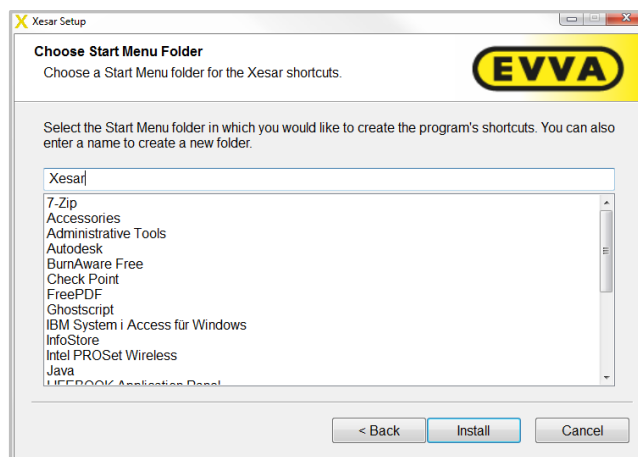 Xesar Setup
Choose Start Menu Folder
Choose a Start Menu folder for the Xesar shortcuts.
EVVA
Select the Start Menu folder in which you would like to create the program's shortcuts. You can also
enter a name to create a new folder.
Xesar
7-Zip
Accessories
Administrative Tools
Autodesk
BurnAware Free
Check Point
FreePDF
Ghostscript
IBM System i Access für Windows
InfoStore
Intel PROSet Wireless
Java
LIFEBOOK Application Panel
< Back
Install
Cancel